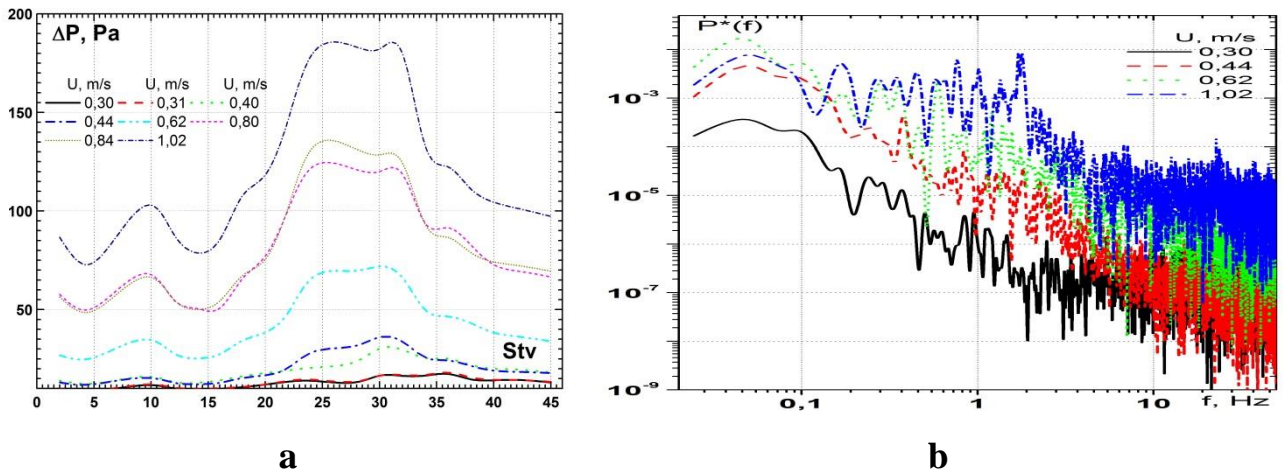 ΔP, Pa
200
150
100
50
U, m/s U, m/s U, m/s
0,30 0,31 0,40
0,44 0,62 0,80
0,84 1,02
Stv
0 5 10 15 20 25 30 35 40 45
a
P*(f)
U, m/s
0,30
0,44
0,62
1,02
10-3
10-5
10-7
10-9
0,1 1 10 f, Hz
b